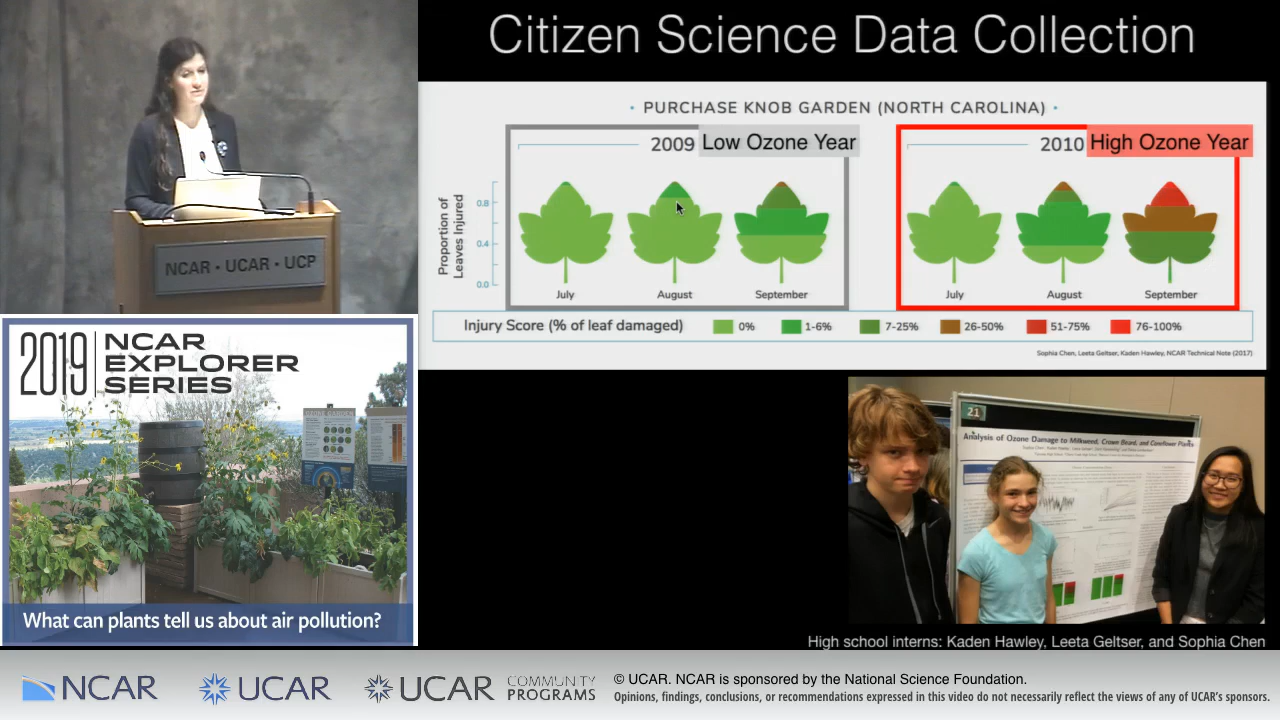 Citizen Science Data Collection
• PURCHASE KNOB GARDEN (NORTH CAROLINA) •
2009 Low Ozone Year
2010 High Ozone Year
Proportion of
Leaves Injured
0.8
0.4
0.0
July
August
September
July
August
September
Injury Score (% of leaf damaged)
0%
1-6%
7-25%
26-50%
51-75%
76-100%
Sophia Chen, Leeta Geltser, Kaden Hawley, NCAR Technical Note (2017)
NCAR • UCAR • UCP
2019
NCAR
EXPLORER
SERIES
OZONE GARDEN
What can plants tell us about air pollution?
21
Analysis of Ozone Damage to Milkweed, Crown Beard, and Coneflower Plants
High school interns: Kaden Hawley, Leeta Geltser, and Sophia Chen
NCAR
UCAR
UCAR
COMMUNITY
PROGRAMS
© UCAR. NCAR is sponsored by the National Science Foundation.
Opinions, findings, conclusions, or recommendations expressed in this video do not necessarily reflect the views of any of UCAR's sponsors.